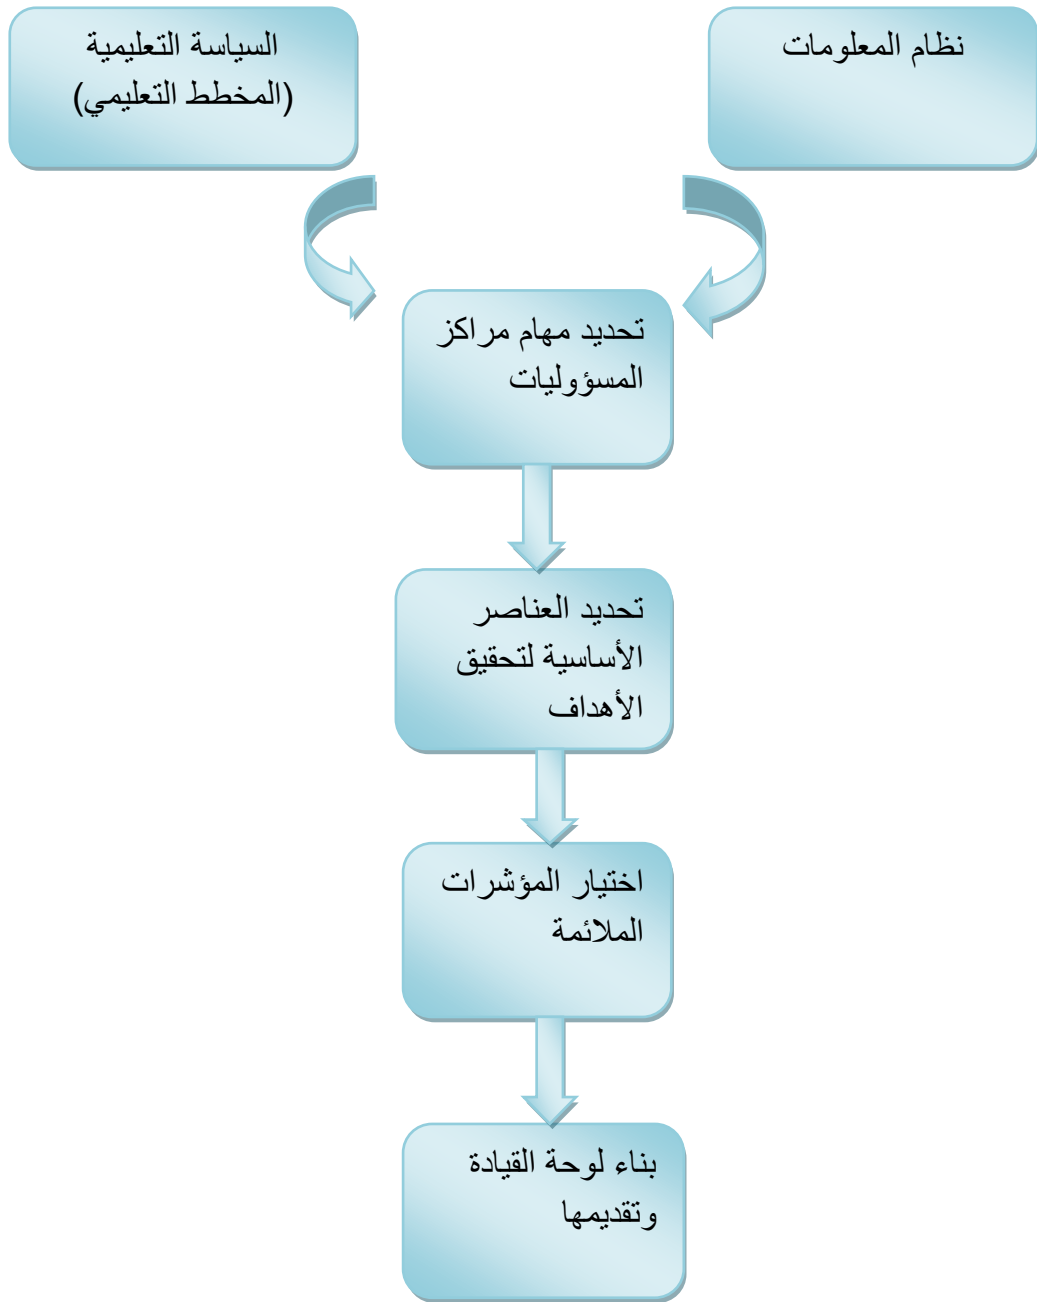 نظام المعلومات
السياسة التعليمية
(المخطط التعليمي)
تحديد مهام مراكز
المسؤوليات
تحديد العناصر
الأساسية لتحقيق
الأهداف
اختيار المؤشرات
الملائمة
بناء لوحة القيادة
وتقديمها